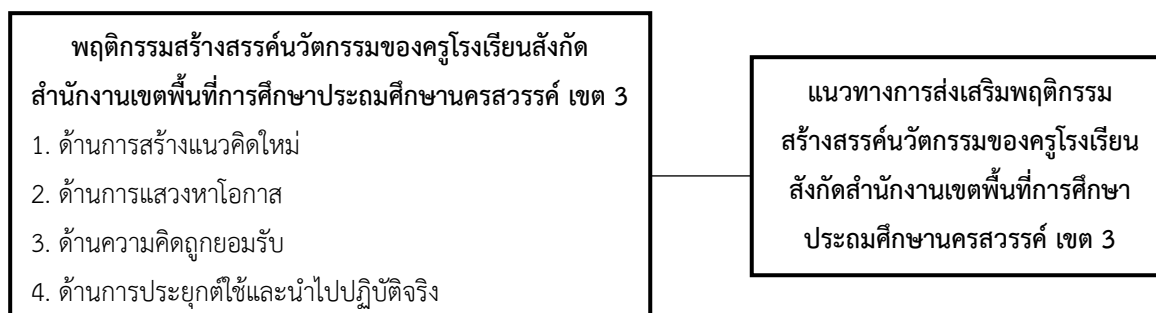 พฤติกรรมสร้างสรรค์นวัตกรรมของครูโรงเรียนสังกัด
สำนักงานเขตพื้นที่การศึกษาประถมศึกษานครสวรรค์ เขต 3
1. ด้านการสร้างแนวคิดใหม่
2. ด้านการแสวงหาโอกาส
3. ด้านความคิดถูกยอมรับ
4. ด้านการประยุกต์ใช้และนำไปปฏิบัติจริง
แนวทางการส่งเสริมพฤติกรรม
สร้างสรรค์นวัตกรรมของครูโรงเรียน
สังกัดสำนักงานเขตพื้นที่การศึกษา
ประถมศึกษานครสวรรค์ เขต 3